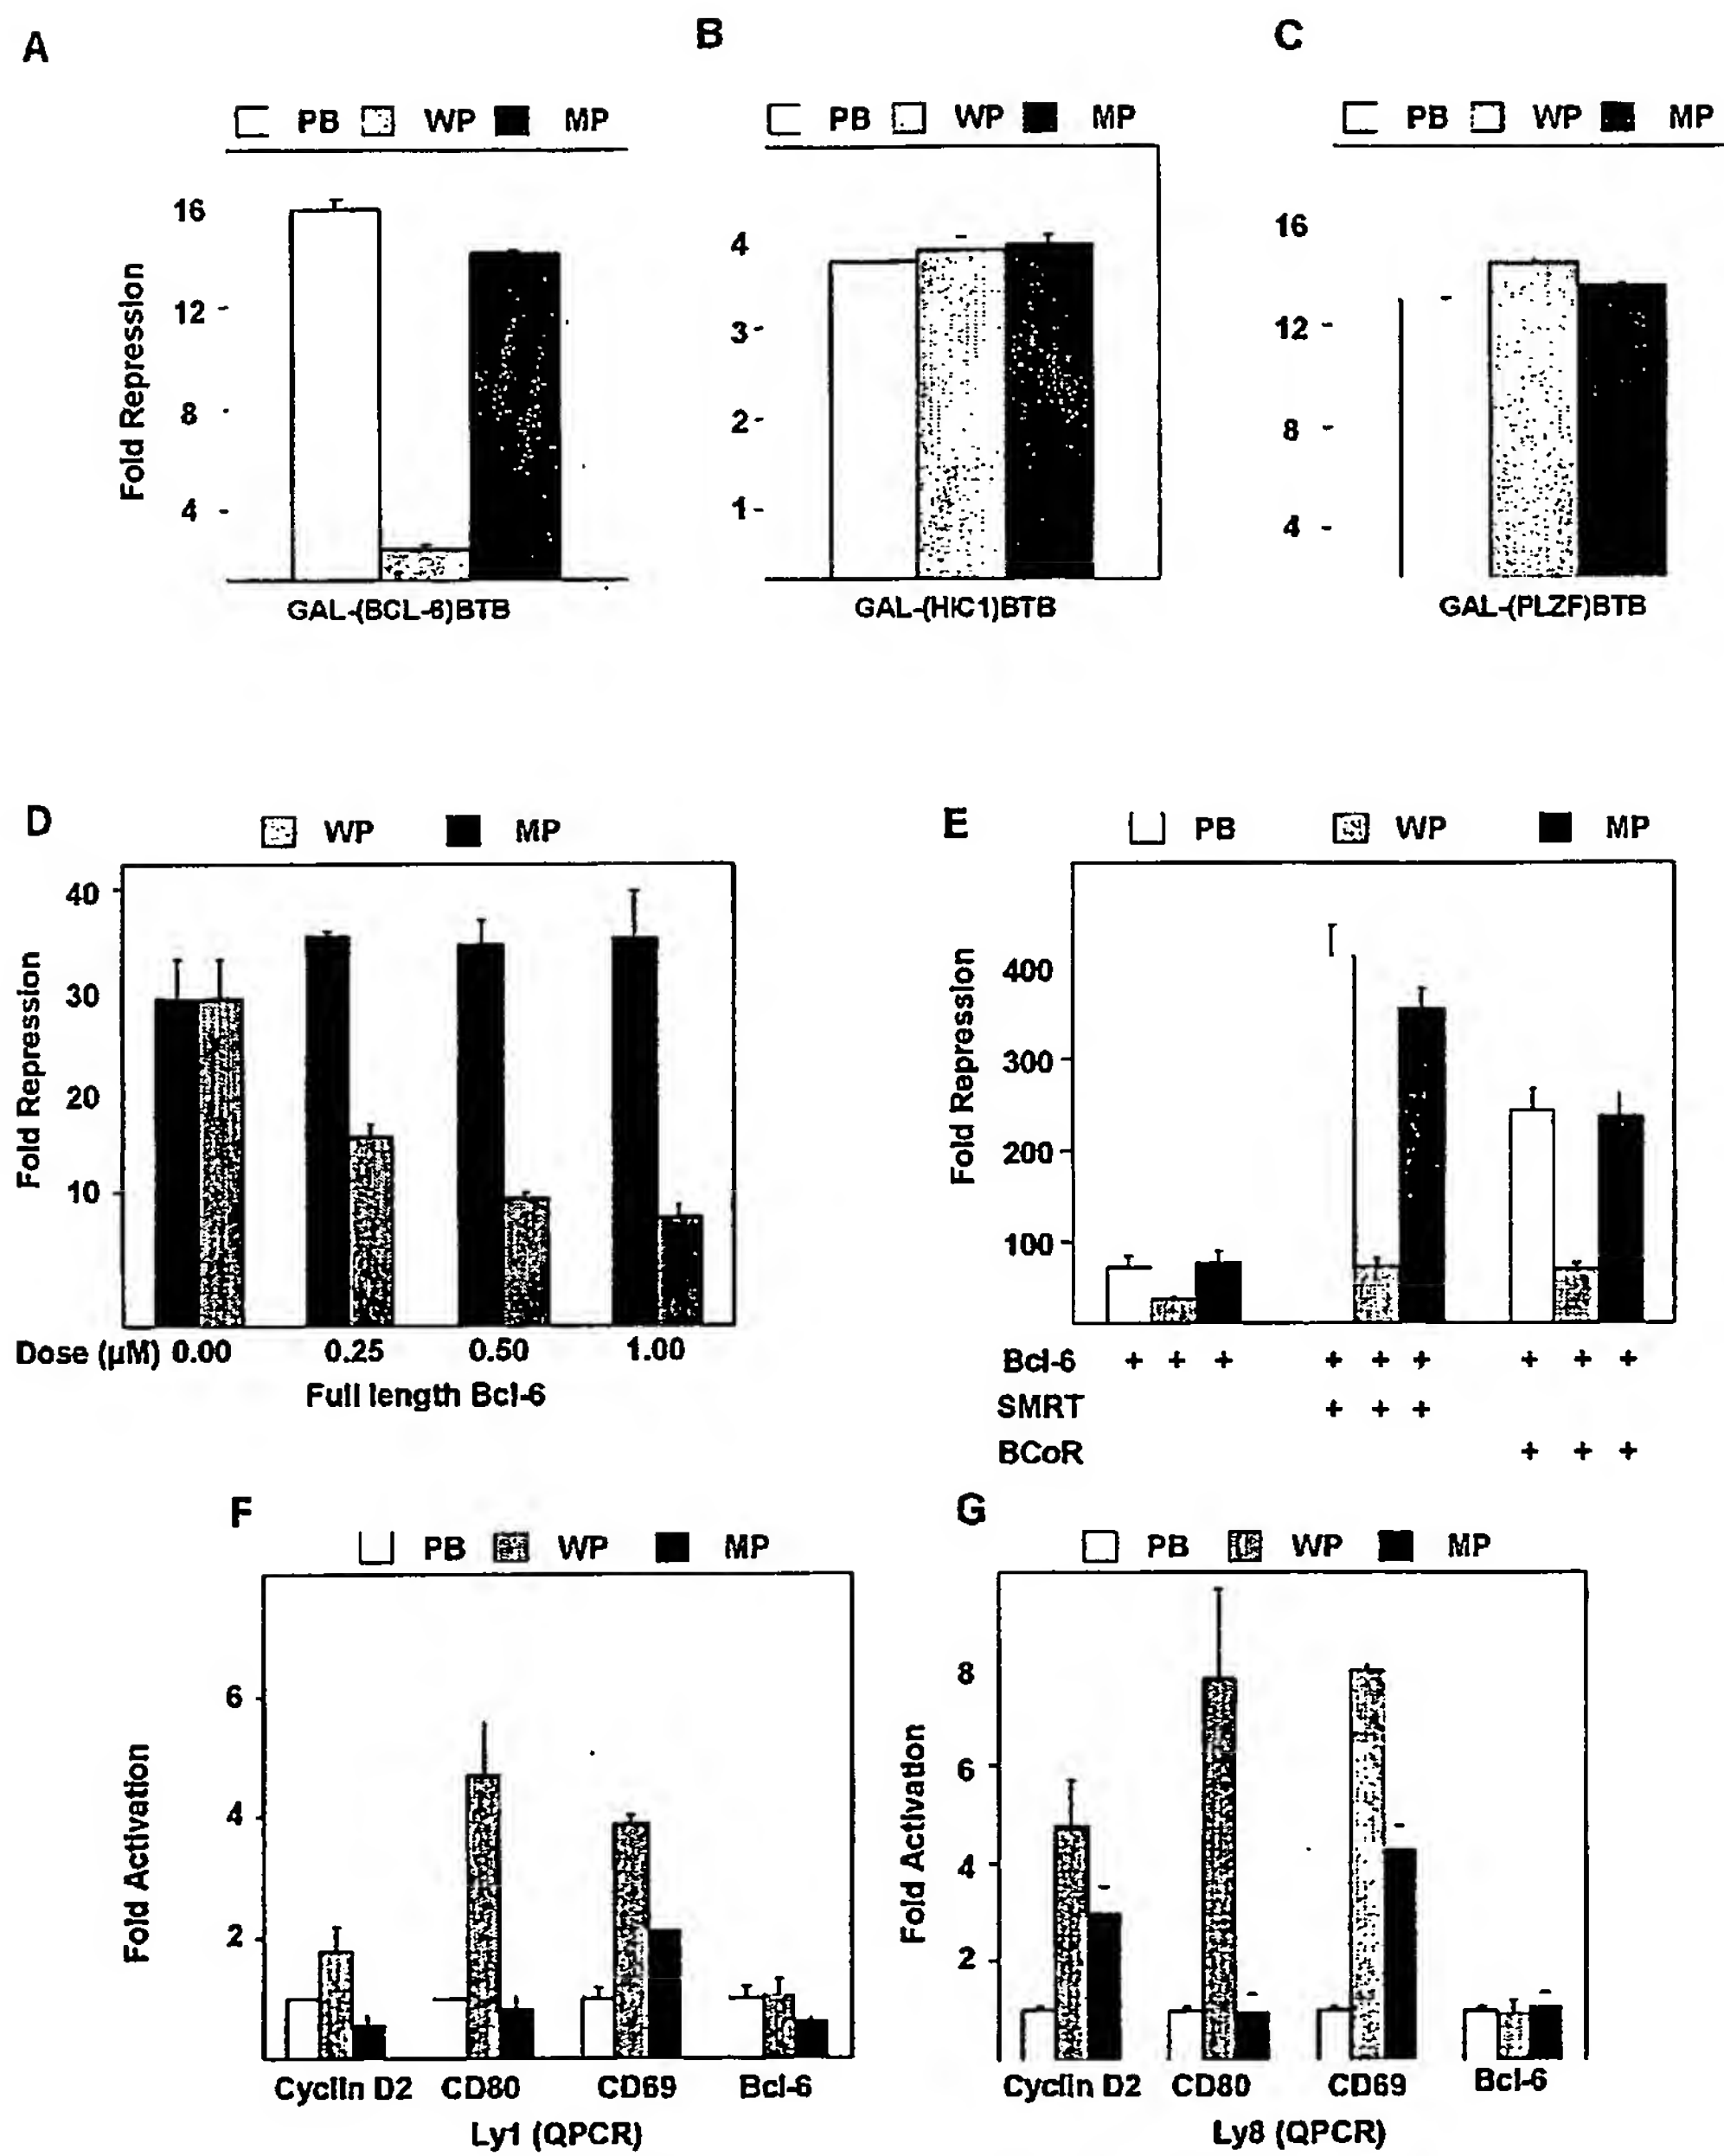 A
PB WP MP
Fold Repression
16
12
8
4
GAL-(BCL-6)BTB
B
PB WP MP
4
3
2
1
GAL-(HIC1)BTB
C
PB WP MP
16
12
8
4
GAL-(PLZF)BTB
D
WP MP
Fold Repression
40
30
20
10
Dose (µM) 0.00 0.25 0.50 1.00
Full length Bcl-6
E
PB WP MP
Fold Repression
400
300
200
100
Bcl-6 + + + + + + + + +
SMRT + + +
BCoR + + +
F
PB WP MP
Fold Activation
6
4
2
Cyclin D2 CD80 CD69 Bcl-6
Ly1 (QPCR)
G
PB WP MP
Fold Activation
8
6
4
2
Cyclin D2 CD80 CD69 Bcl-6
Ly8 (QPCR)